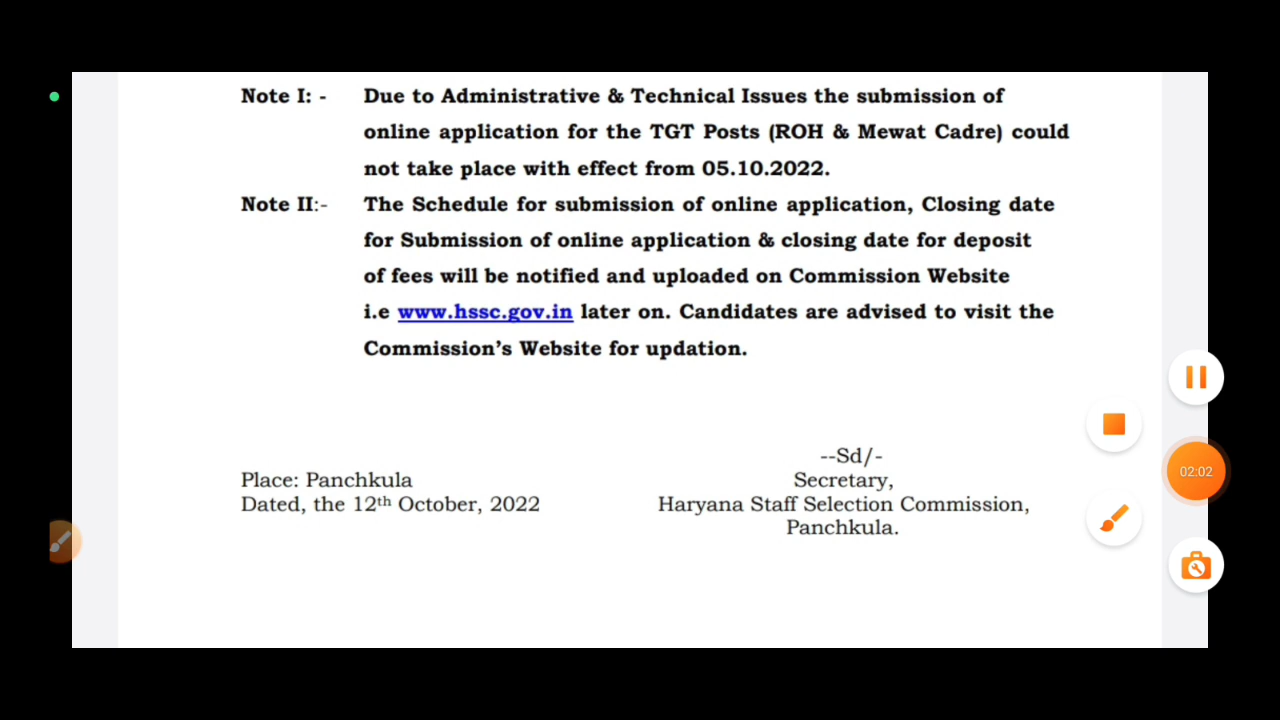 Note I: - Due to Administrative & Technical Issues the submission of
online application for the TGT Posts (ROH & Mewat Cadre) could
not take place with effect from 05.10.2022.
Note II:- The Schedule for submission of online application, Closing date
for Submission of online application & closing date for deposit
of fees will be notified and uploaded on Commission Website
i.e www.hssc.gov.in later on. Candidates are advised to visit the
Commission's Website for updation.
--Sd/-
Place: Panchkula Secretary,
Dated, the 12th October, 2022 Haryana Staff Selection Commission,
Panchkula.
02:02